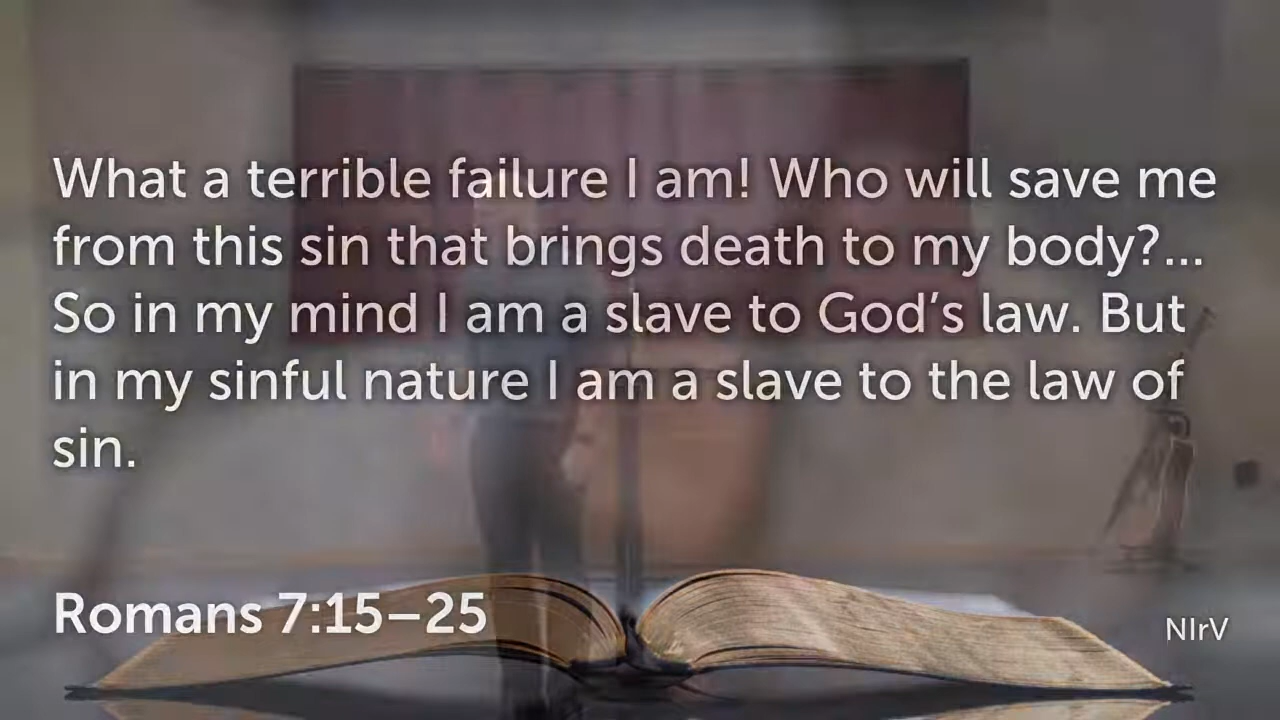 What a terrible failure I am! Who will save me
from this sin that brings death to my body?...
So in my mind I am a slave to God’s law. But
in my sinful nature I am a slave to the law of
sin.
Romans 7:15–25
NIrV